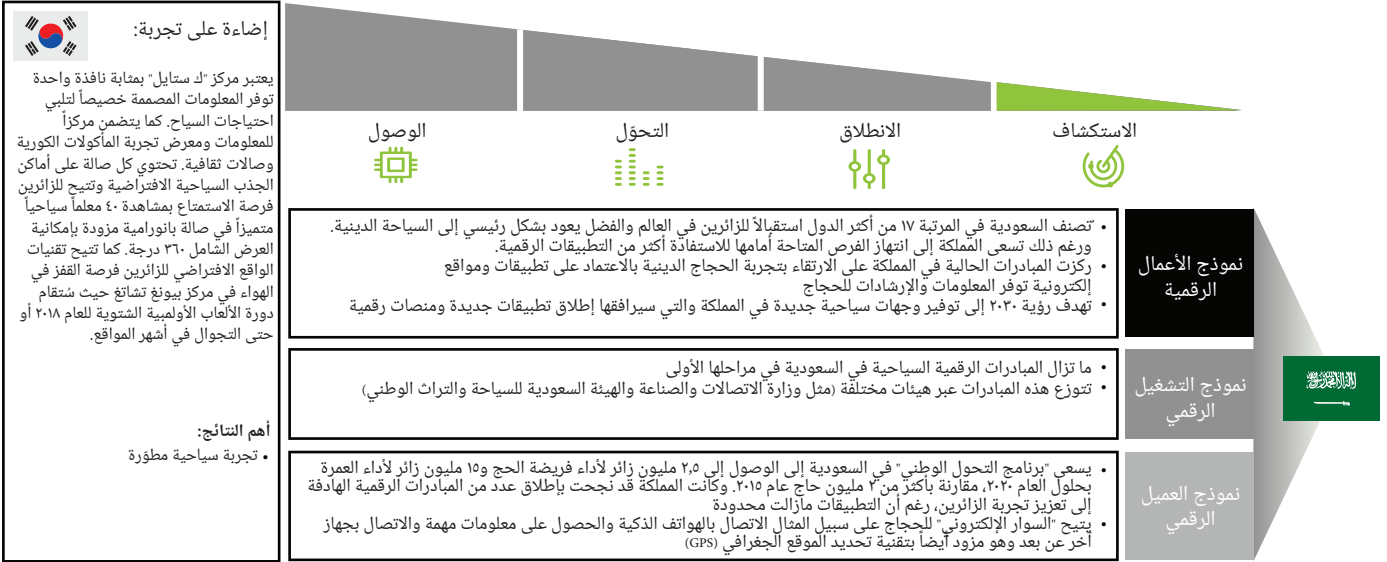 الاستكشاف
الانطلاق
التحوّل
الوصول
نموذج الأعمال
الرقمية
• تصنف السعودية في المرتبة ١٧ من أكثر الدول استقبالاً للزائرين في العالم والفضل يعود بشكل رئيسي إلى السياحة الدينية.
ورغم ذلك تسعى المملكة إلى انتهاز الفرص المتاحة أمامها للاستفادة أكثر من التطبيقات الرقمية.
• ركزت المبادرات الحالية في المملكة على الارتقاء بتجربة الحجاج الدينية بالاعتماد على تطبيقات ومواقع
إلكترونية توفر المعلومات والإرشادات للحجاج
• تهدف رؤية ٢٠٣٠ إلى توفير وجهات سياحية جديدة في المملكة والتي سيرافقها إطلاق تطبيقات جديدة ومنصات رقمية
نموذج التشغيل
الرقمي
• ما تزال المبادرات الرقمية السياحية في السعودية في مراحلها الأولى
• تتوزع هذه المبادرات عبر هيئات مختلفة (مثل وزارة الاتصالات والصناعة والهيئة السعودية للسياحة والتراث الوطني)
نموذج العميل
الرقمي
• يسعى "برنامج التحول الوطني" في السعودية إلى الوصول إلى ٢,٥ مليون زائر لأداء فريضة الحج و١٥ مليون زائر لأداء العمرة
بحلول العام ٢٠٢٠، مقارنة بأكثر من ٢ مليون حاج عام ٢٠١٥. وكانت المملكة قد نجحت بإطلاق عدد من المبادرات الرقمية الهادفة
إلى تعزيز تجربة الزائرين، رغم أن التطبيقات مازالت محدودة
• يتيح "السوار الإلكتروني" للحجاج على سبيل المثال الاتصال بالهواتف الذكية والحصول على معلومات مهمة والاتصال بجهاز
آخر عن بعد وهو مزود أيضاً بتقنية تحديد الموقع الجغرافي (GPS)
إضاءة على تجربة:
يعتبر مركز "ك ستايل" بمثابة نافذة واحدة
توفر المعلومات المصممة خصيصاً لتلبي
احتياجات السياح. كما يتضمن مركزاً
للمعلومات ومعرض تجربة المأكولات الكورية
وصالات ثقافية. تحتوي كل صالة على أماكن
الجذب السياحية الافتراضية وتتيح للزائرين
فرصة الاستمتاع بمشاهدة ٤٠ معلماً سياحياً
متميزاً في صالة بانورامية مزودة بإمكانية
العرض الشامل ٣٦٠ درجة. كما تتيح تقنيات
الواقع الافتراضي للزائرين فرصة القفز في
الهواء في مركز بيونغ تشانغ حيث ستقام
دورة الألعاب الأولمبية الشتوية للعام ٢٠١٨ أو
حتى التجوال في أشهر المواقع.
أهم النتائج:
• تجربة سياحية مطوّرة